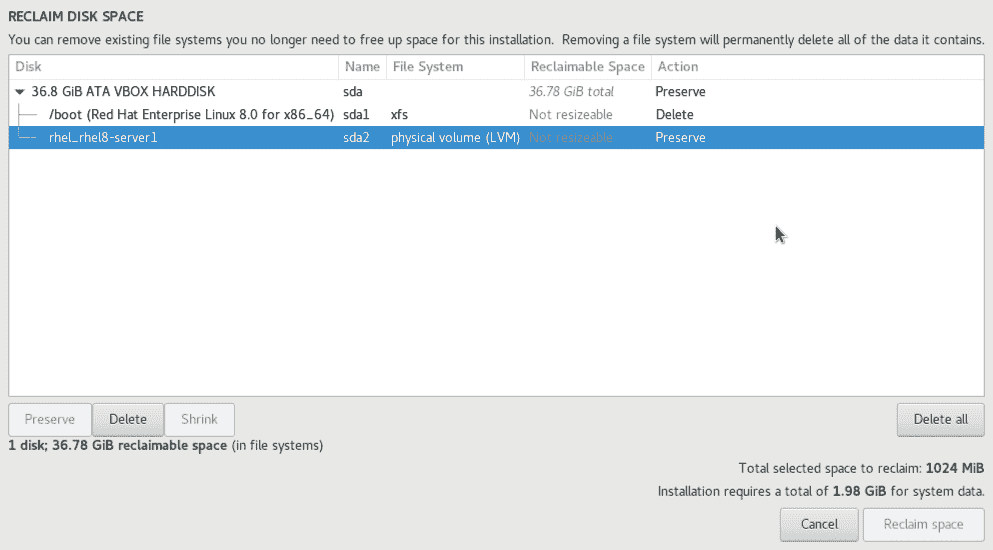 RECLAIM DISK SPACE
You can remove existing file systems you no longer need to free up space for this installation. Removing a file system will permanently delete all of the data it contains.
Disk Name File System Reclaimable Space Action
36.8 GiB ATA VBOX HARDDISK sda 36.78 GiB total Preserve
/boot (Red Hat Enterprise Linux 8.0 for x86_64) sda1 xfs Not resizeable Delete
rhel_rhel8-server1 sda2 physical volume (LVM) Not resizeable Preserve
Preserve Delete Shrink Delete all
1 disk; 36.78 GiB reclaimable space (in file systems)
Total selected space to reclaim: 1024 MiB
Installation requires a total of 1.98 GiB for system data.
Cancel Reclaim space